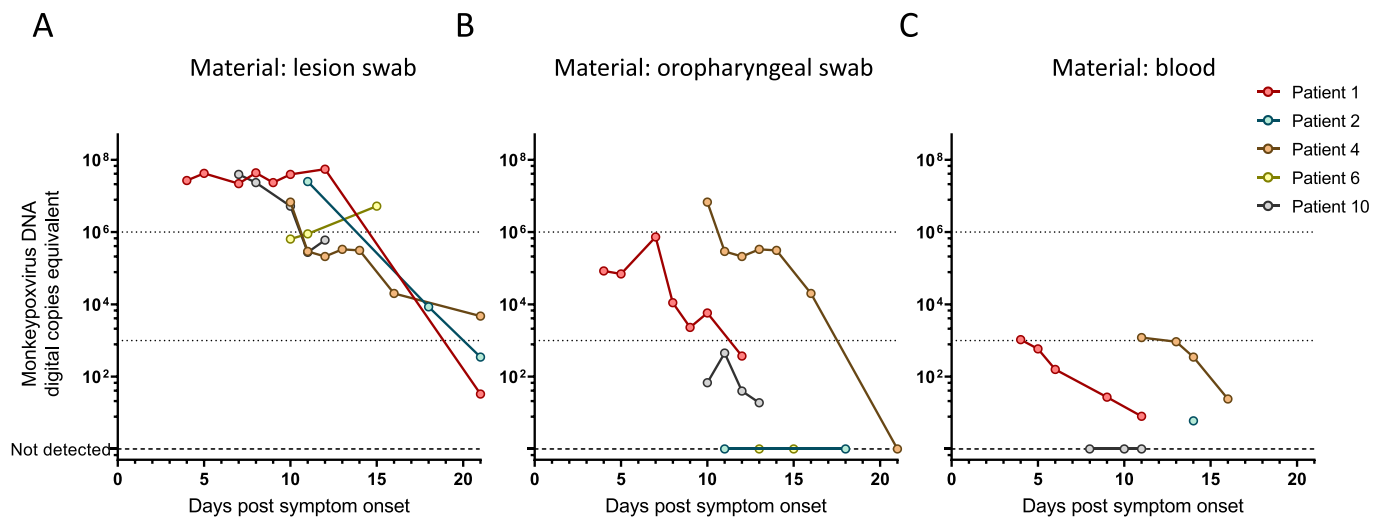 A
B
C
Material: lesion swab
Material: oropharyngeal swab
Material: blood
Patient 1
Patient 2
Patient 4
Patient 6
Patient 10
Monkeypoxvirus DNA
digital copies equivalent
10⁸
10⁶
10⁴
10²
Not detected
0 5 10 15 20
Days post symptom onset
10⁸
10⁶
10⁴
10²
0 5 10 15 20
Days post symptom onset
10⁸
10⁶
10⁴
10²
0 5 10 15 20
Days post symptom onset